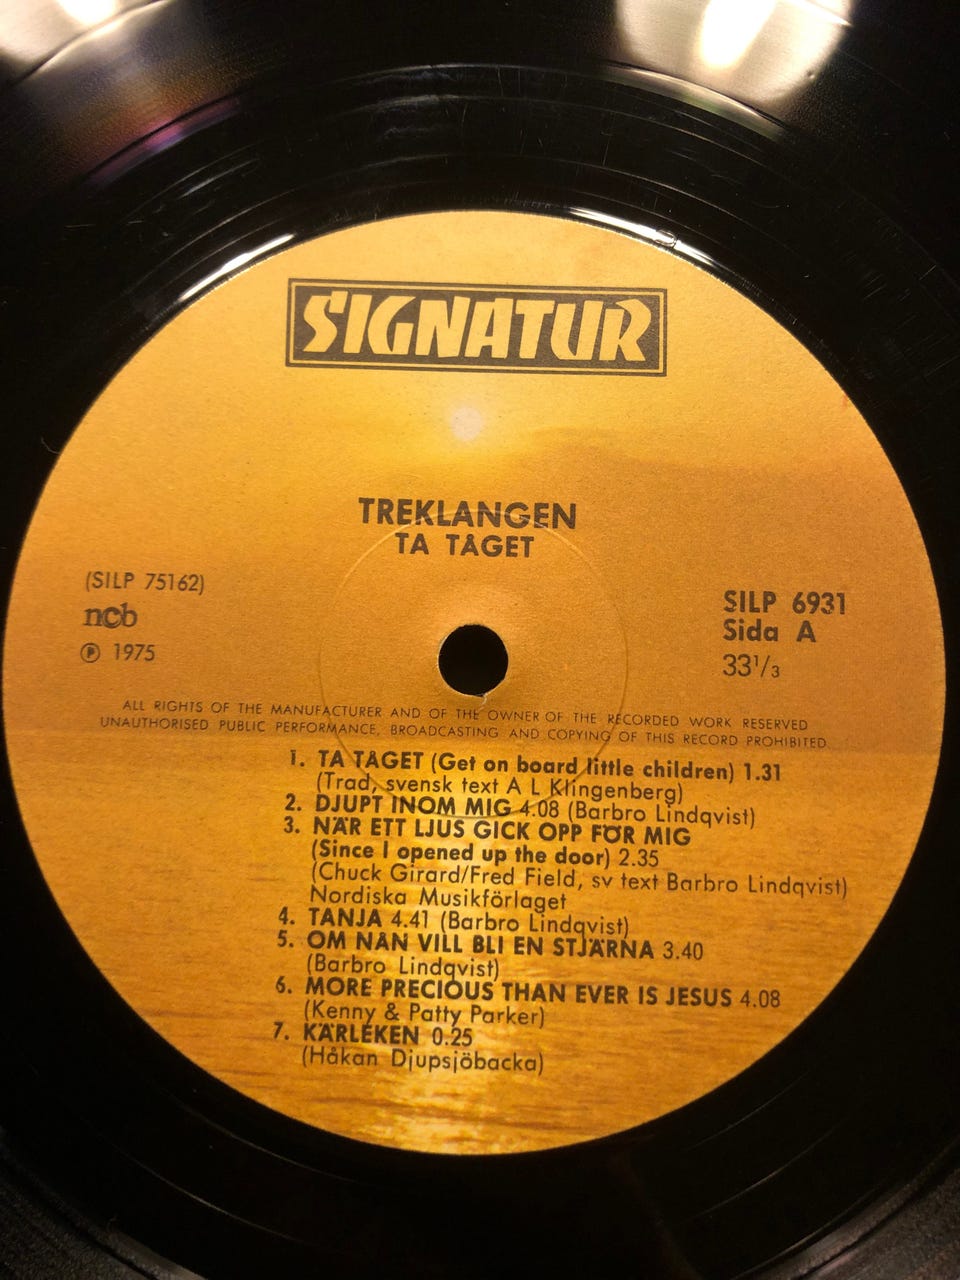 SIGNATUR
TREKLANGEN
TA TÅGET
(SILP 75162)
ncb
Ⓟ 1975
SILP 6931
Sida A
33 1/3
ALL RIGHTS OF THE MANUFACTURER AND OF THE OWNER OF THE RECORDED WORK RESERVED
UNAUTHORISED PUBLIC PERFORMANCE, BROADCASTING AND COPYING OF THIS RECORD PROHIBITED
1. TA TÅGET (Get on board little children) 1.31
(Trad, svensk text A L Klingenberg)
2. DJUPT INOM MIG 4.08 (Barbro Lindqvist)
3. NÄR ETT LJUS GICK OPP FÖR MIG
(Since I opened up the door) 2.35
(Chuck Girard/Fred Field, sv text Barbro Lindqvist)
Nordiska Musikförlaget
4. TANJA 4.41 (Barbro Lindqvist)
5. OM NÅN VILL BLI EN STJÄRNA 3.40
(Barbro Lindqvist)
6. MORE PRECIOUS THAN EVER IS JESUS 4.08
(Kenny & Patty Parker)
7. KÄRLEKEN 0.25
(Håkan Djupsjöbacka)